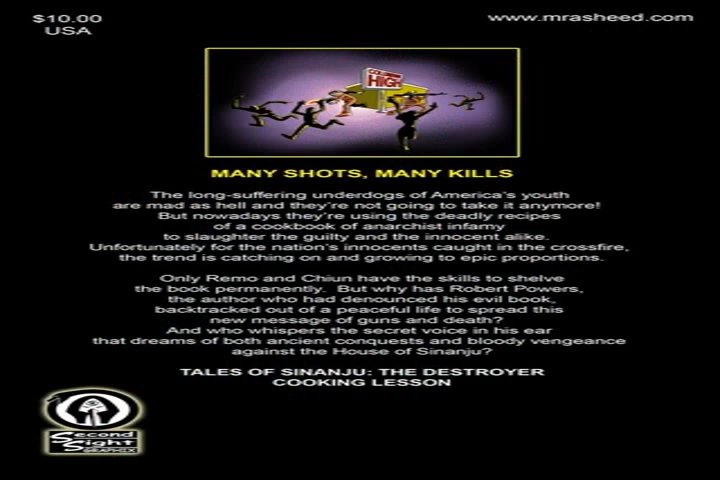 $10.00
USA
www.mrasheed.com
HIGH
MANY SHOTS, MANY KILLS
The long-suffering underdogs of America's youth
are mad as hell and they're not going to take it anymore!
But nowadays they're using the deadly recipes
of a cookbook of anarchist infamy
to slaughter the guilty and the innocent alike.
Unfortunately for the nation's innocents caught in the crossfire,
the trend is catching on and growing to epic proportions.
Only Remo and Chiun have the skills to shelve
the book permanently. But why has Robert Powers,
the author who had denounced his evil book,
backtracked out of a peaceful life to spread this
new message of guns and death?
And who whispers the secret voice in his ear
that dreams of both ancient conquests and bloody vengeance
against the House of Sinanju?
TALES OF SINANJU: THE DESTROYER
COOKING LESSON
Second
Sight
GRAPHIX